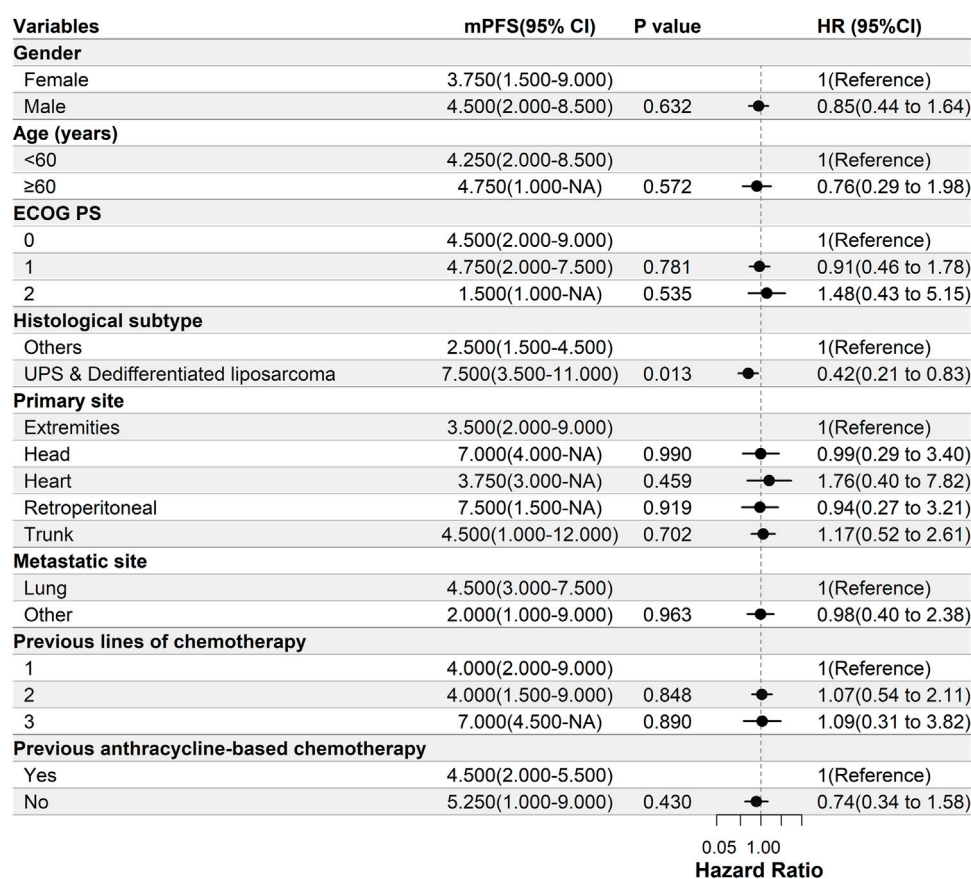 Variables mPFS(95% CI) P value HR (95%CI)
Gender
Female 3.750(1.500-9.000) 1(Reference)
Male 4.500(2.000-8.500) 0.632 0.85(0.44 to 1.64)
Age (years)
<60 4.250(2.000-8.500) 1(Reference)
≥60 4.750(1.000-NA) 0.572 0.76(0.29 to 1.98)
ECOG PS
0 4.500(2.000-9.000) 1(Reference)
1 4.750(2.000-7.500) 0.781 0.91(0.46 to 1.78)
2 1.500(1.000-NA) 0.535 1.48(0.43 to 5.15)
Histological subtype
Others 2.500(1.500-4.500) 1(Reference)
UPS & Dedifferentiated liposarcoma 7.500(3.500-11.000) 0.013 0.42(0.21 to 0.83)
Primary site
Extremities 3.500(2.000-9.000) 1(Reference)
Head 7.000(4.000-NA) 0.990 0.99(0.29 to 3.40)
Heart 3.750(3.000-NA) 0.459 1.76(0.40 to 7.82)
Retroperitoneal 7.500(1.500-NA) 0.919 0.94(0.27 to 3.21)
Trunk 4.500(1.000-12.000) 0.702 1.17(0.52 to 2.61)
Metastatic site
Lung 4.500(3.000-7.500) 1(Reference)
Other 2.000(1.000-9.000) 0.963 0.98(0.40 to 2.38)
Previous lines of chemotherapy
1 4.000(2.000-9.000) 1(Reference)
2 4.000(1.500-9.000) 0.848 1.07(0.54 to 2.11)
3 7.000(4.500-NA) 0.890 1.09(0.31 to 3.82)
Previous anthracycline-based chemotherapy
Yes 4.500(2.000-5.500) 1(Reference)
No 5.250(1.000-9.000) 0.430 0.74(0.34 to 1.58)
0.05 1.00
Hazard Ratio